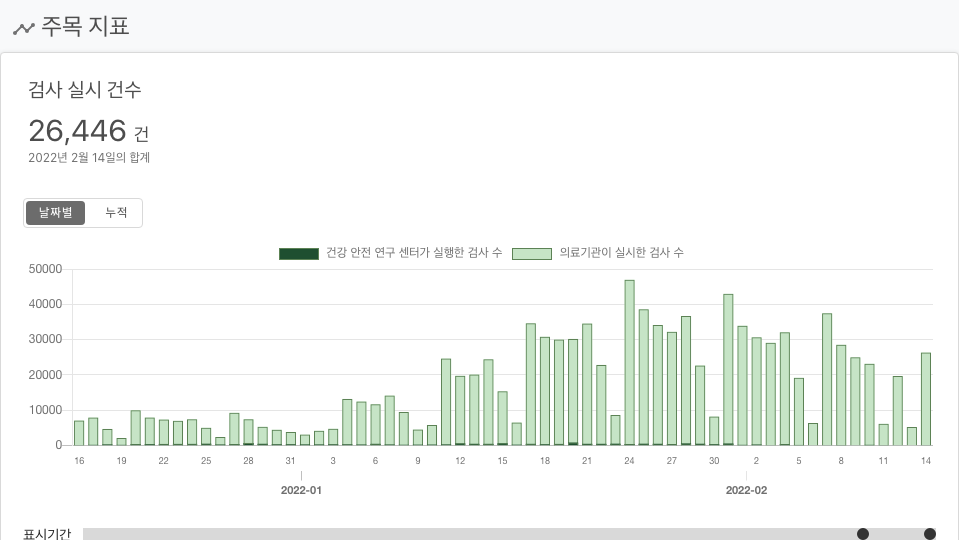 주목 지표
검사 실시 건수
26,446 건
2022년 2월 14일의 합계
날짜별 누적
건강 안전 연구 센터가 실행한 검사 수 의료기관이 실시한 검사 수
50000
40000
30000
20000
10000
0
16 19 22 25 28 31 3 6 9 12 15 18 21 24 27 30 2 5 8 11 14
2022-01 2022-02
표시기간